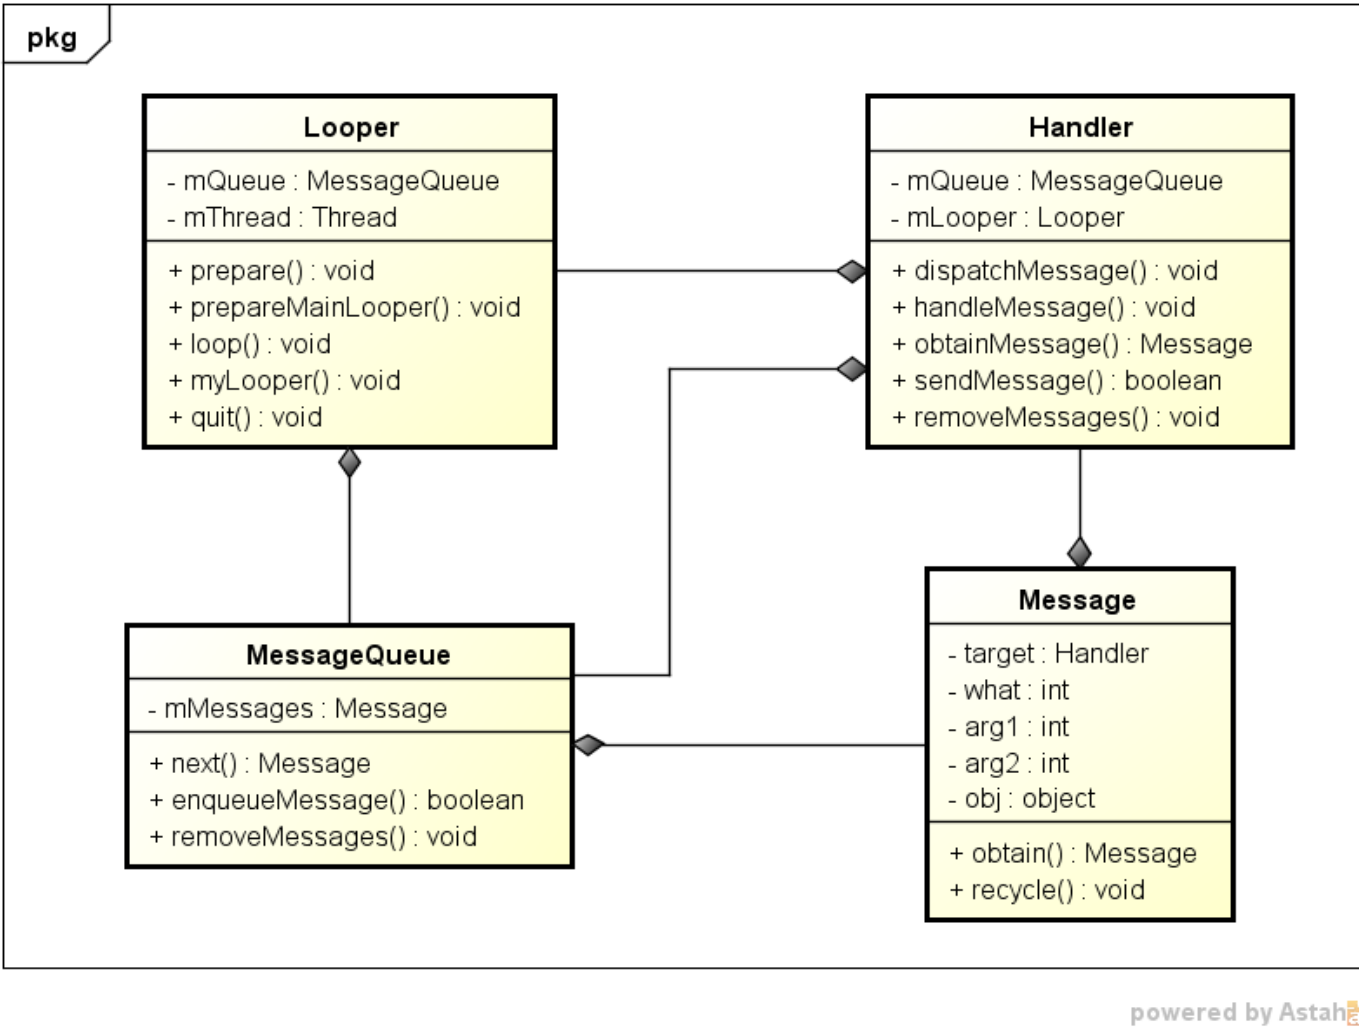 pkg
Looper
- mQueue : MessageQueue
- mThread : Thread
+ prepare() : void
+ prepareMainLooper() : void
+ loop() : void
+ myLooper() : void
+ quit() : void
Handler
- mQueue : MessageQueue
- mLooper : Looper
+ dispatchMessage() : void
+ handleMessage() : void
+ obtainMessage() : Message
+ sendMessage() : boolean
+ removeMessages() : void
MessageQueue
- mMessages : Message
+ next() : Message
+ enqueueMessage() : boolean
+ removeMessages() : void
Message
- target : Handler
- what : int
- arg1 : int
- arg2 : int
- obj : object
+ obtain() : Message
+ recycle() : void
powered by Astah